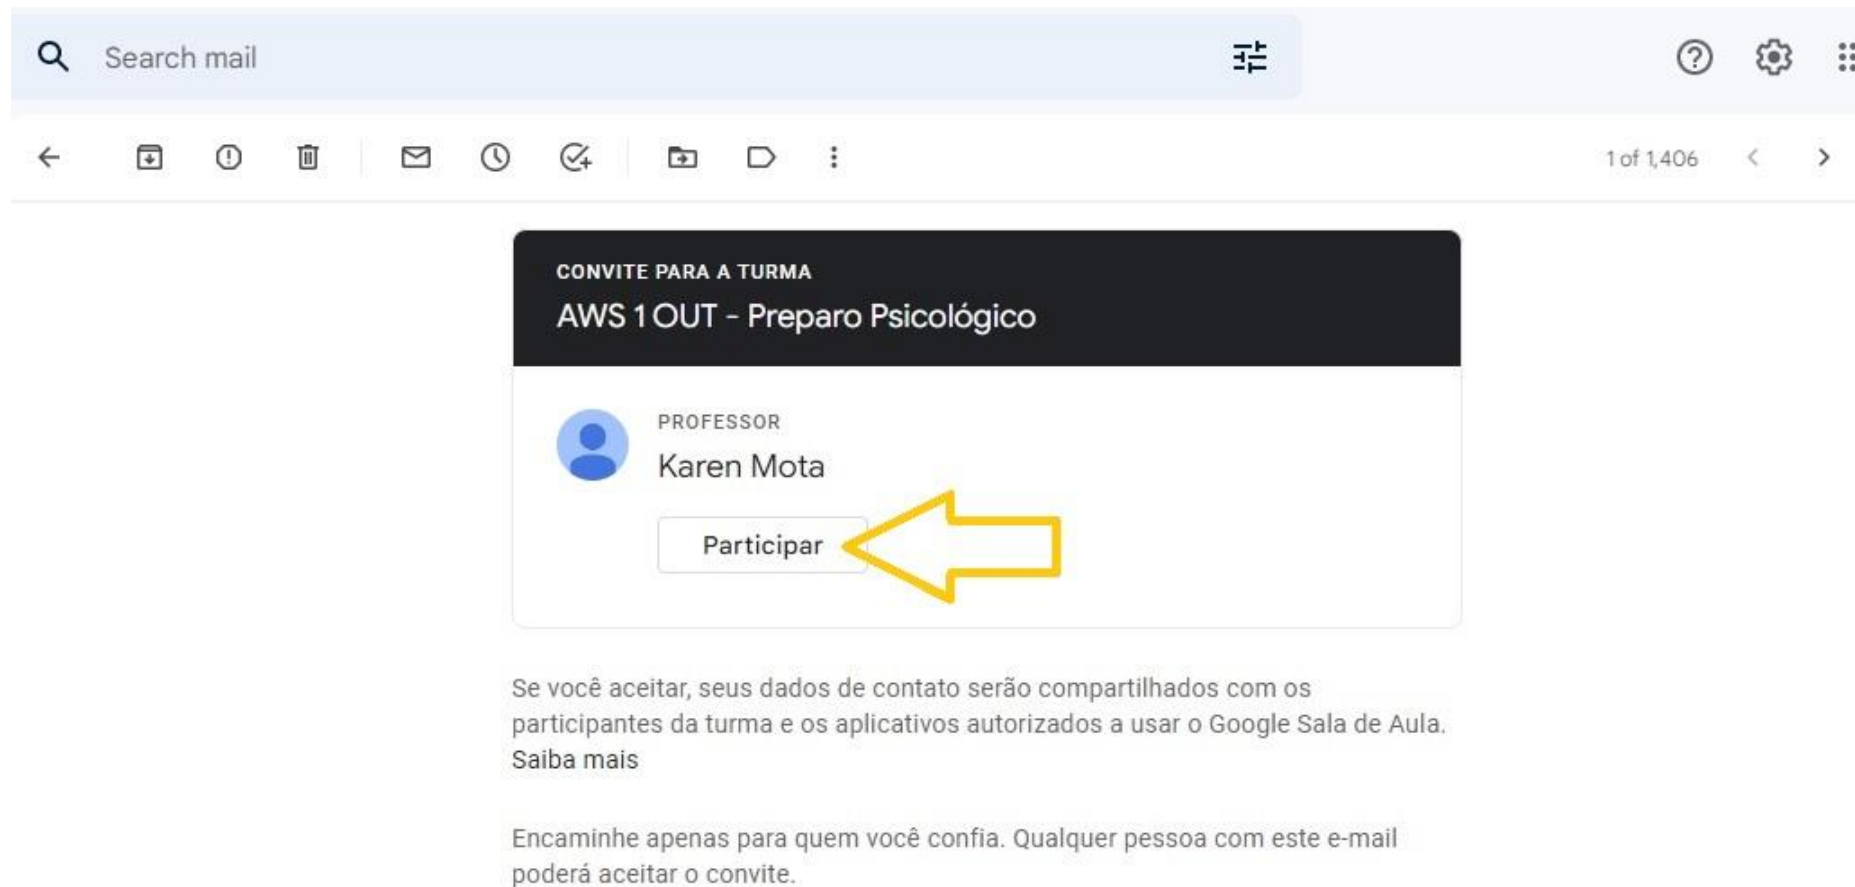 Search mail
1 of 1,406
CONVITE PARA A TURMA
AWS 1 OUT - Preparo Psicológico
PROFESSOR
Karen Mota
Participar
Se você aceitar, seus dados de contato serão compartilhados com os
participantes da turma e os aplicativos autorizados a usar o Google Sala de Aula.
Saiba mais
Encaminhe apenas para quem você confia. Qualquer pessoa com este e-mail
poderá aceitar o convite.